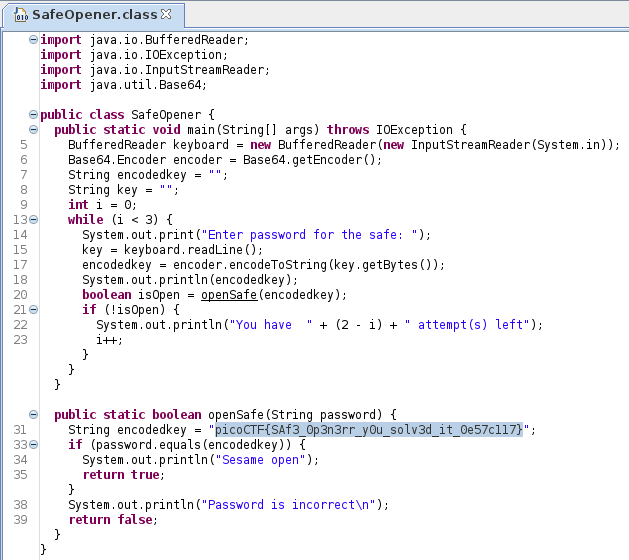 SafeOpener.class
import java.io.BufferedReader;
import java.io.IOException;
import java.io.InputStreamReader;
import java.util.Base64;
public class SafeOpener {
public static void main(String[] args) throws IOException {
5 BufferedReader keyboard = new BufferedReader(new InputStreamReader(System.in));
6 Base64.Encoder encoder = Base64.getEncoder();
7 String encodedkey = "";
8 String key = "";
9 int i = 0;
13 while (i < 3) {
14 System.out.print("Enter password for the safe: ");
15 key = keyboard.readLine();
17 encodedkey = encoder.encodeToString(key.getBytes());
18 System.out.println(encodedkey);
20 boolean isOpen = openSafe(encodedkey);
21 if (!isOpen) {
22 System.out.println("You have  " + (2 - i) + " attempt(s) left");
23 i++;
}
}
}
public static boolean openSafe(String password) {
31 String encodedkey = "picoCTF{SAf3_0p3n3rr_y0u_solv3d_it_0e57c117}";
33 if (password.equals(encodedkey)) {
34 System.out.println("Sesame open");
35 return true;
}
38 System.out.println("Password is incorrect\n");
39 return false;
}
}